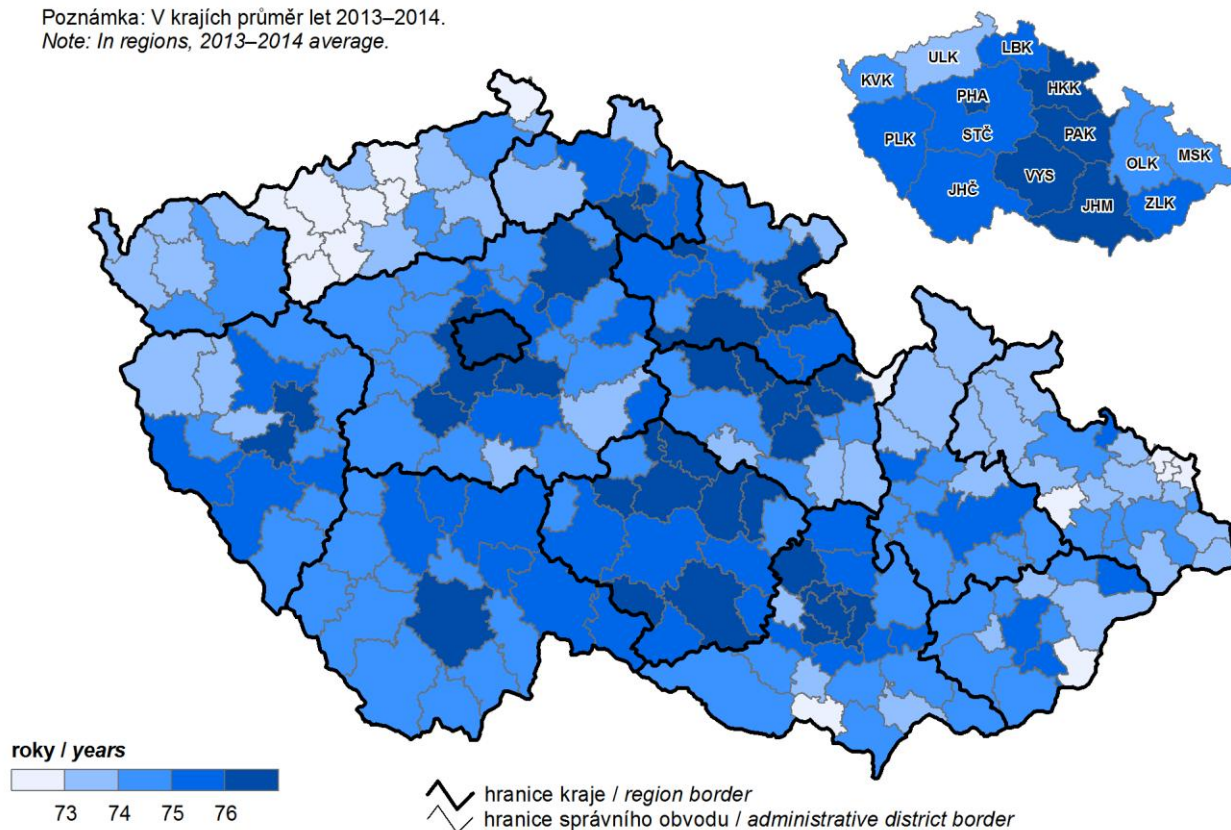 Poznámka: V krajích průměr let 2013–2014.
Note: In regions, 2013–2014 average.
ULK
LBK
KVK
HKK
PHA
STČ
PLK
PAK
MSK
OLK
VYS
JHČ
JHM
ZLK
roky / years
73 74 75 76
hranice kraje / region border
hranice správního obvodu / administrative district border